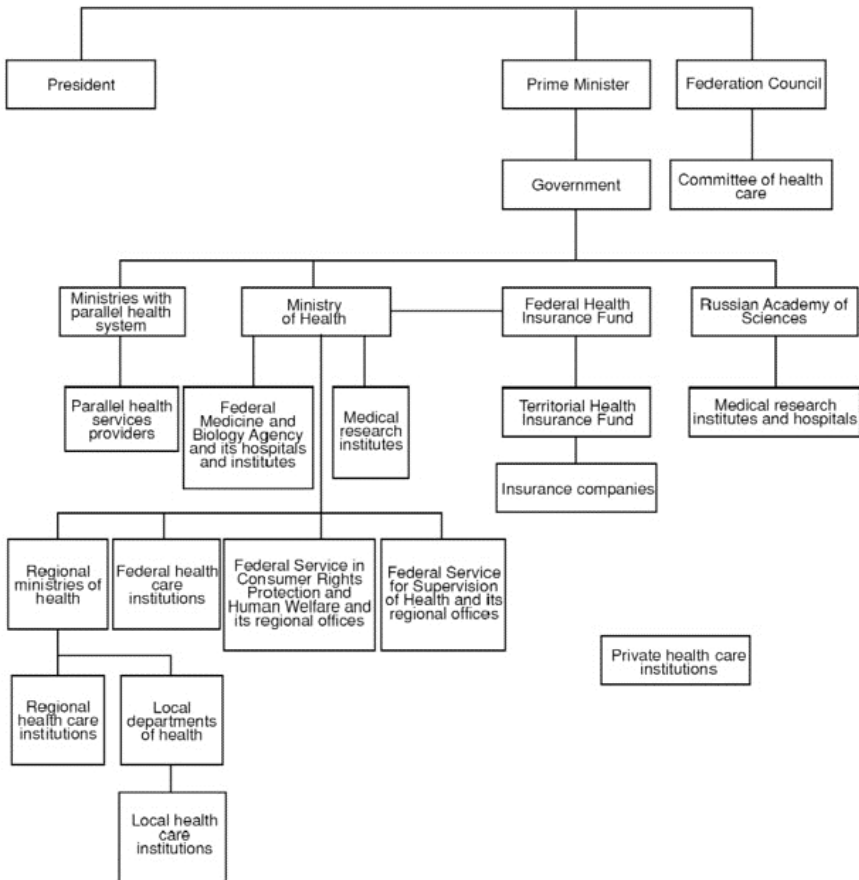 President
Prime Minister
Federation Council
Government
Committee of health
care
Ministries with
parallel health
system
Ministry
of Health
Federal Health
Insurance Fund
Russian Academy of
Sciences
Parallel health
services
providers
Federal
Medicine and
Biology Agency
and its hospitals
and institutes
Medical
research
institutes
Territorial Health
Insurance Fund
Medical research
institutes and hospitals
Insurance companies
Regional
ministries of
health
Federal health
care
institutions
Federal Service in
Consumer Rights
Protection and
Human Welfare and
its regional offices
Federal Service
for Supervision
of Health and its
regional offices
Private health care
institutions
Regional
health care
institutions
Local
departments
of health
Local health
care
institutions